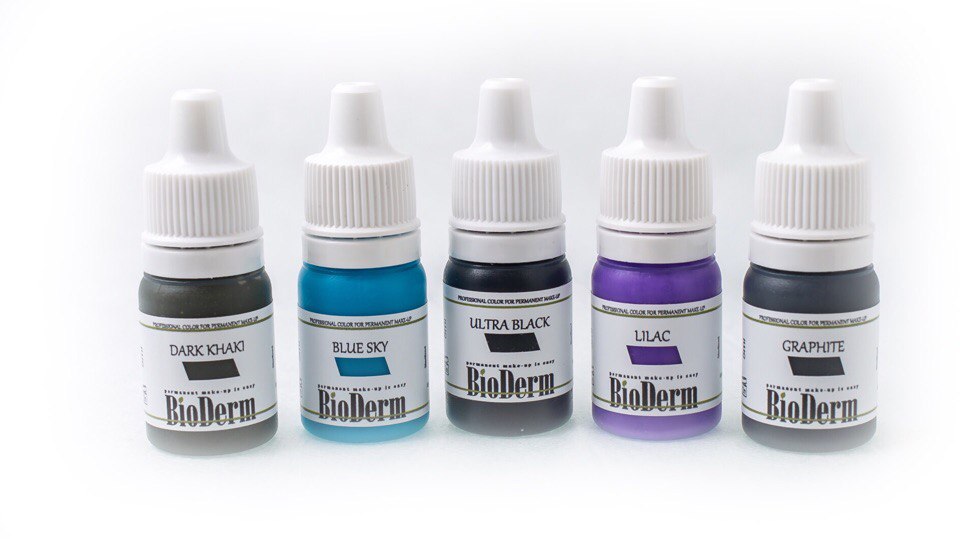 PROFESSIONAL COLOR FOR PERMANENT MAKE-UP
DARK KHAKI
permanent make-up is easy
BioDerm
PROFESSIONAL COLOR FOR PERMANENT MAKE-UP
BLUE SKY
permanent make-up is easy
BioDerm
PROFESSIONAL COLOR FOR PERMANENT MAKE-UP
ULTRA BLACK
permanent make-up is easy
BioDerm
PROFESSIONAL COLOR FOR PERMANENT MAKE-UP
LILAC
permanent make-up is easy
BioDerm
PROFESSIONAL COLOR FOR PERMANENT MAKE-UP
GRAPHITE
permanent make-up is easy
BioDerm